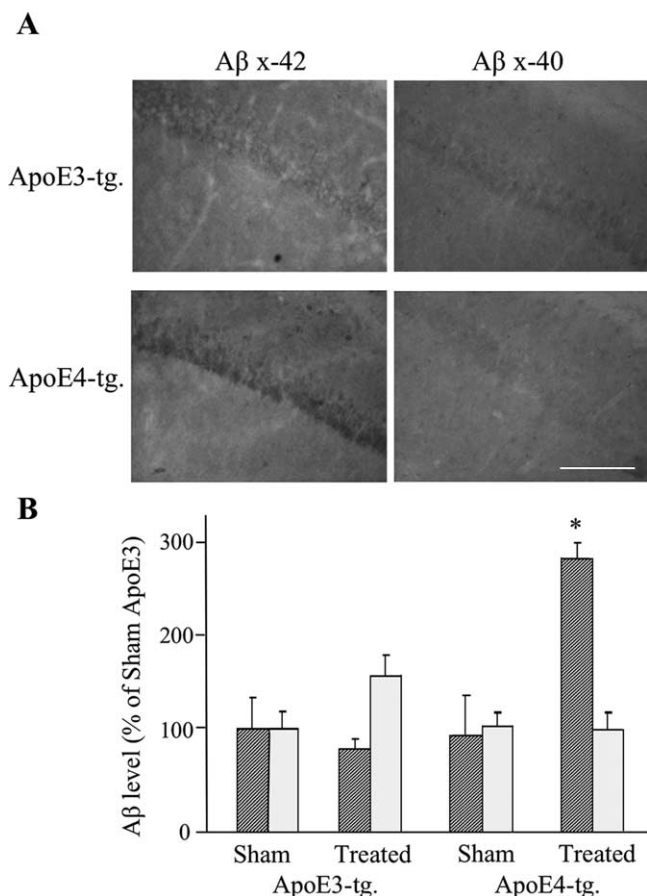 A
Aβ x-42 Aβ x-40
ApoE3-tg.
ApoE4-tg.
B
Aβ level (% of Sham ApoE3)
300
200
100
0
*
Sham Treated Sham Treated
ApoE3-tg. ApoE4-tg.